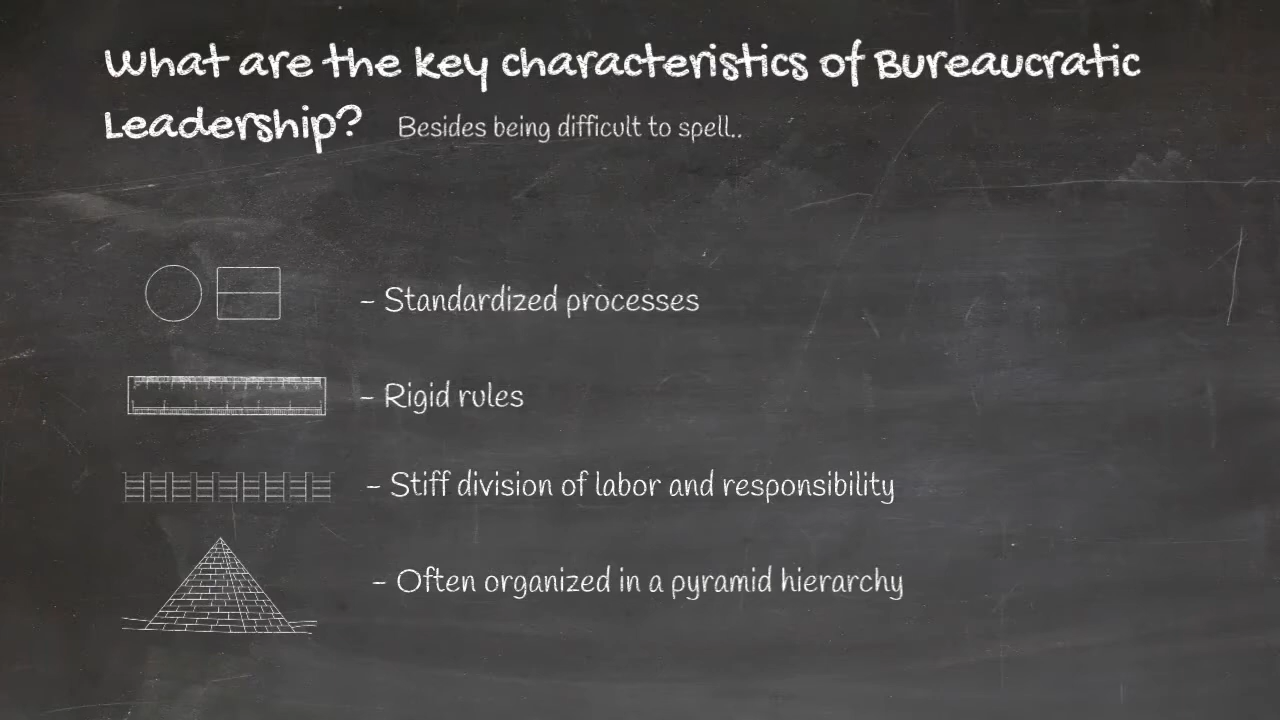 What are the key characteristics of Bureaucratic
Leadership? Besides being difficult to spell..
- Standardized processes
- Rigid rules
- Stiff division of labor and responsibility
- Often organized in a pyramid hierarchy